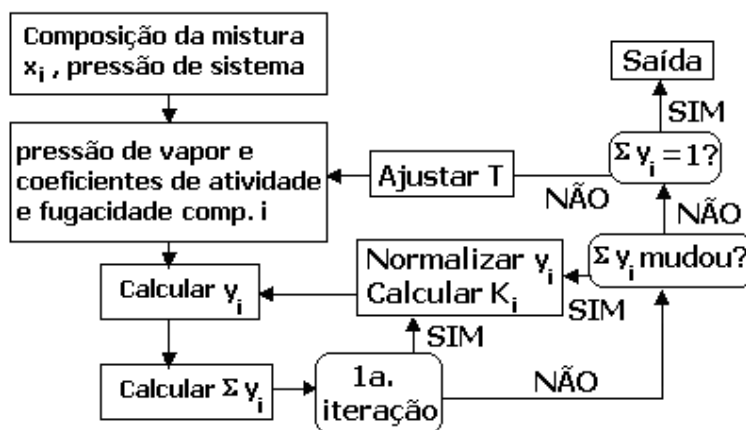 Composição da mistura
xi , pressão de sistema
pressão de vapor e
coeficientes de atividade
e fugacidade comp. i
Calcular yi
Calcular Σ yi
1a.
iteração
SIM
NÃO
Normalizar yi
Calcular Ki
SIM
Σ yi mudou?
NÃO
Σ yi = 1?
NÃO
Ajustar T
SIM
Saída